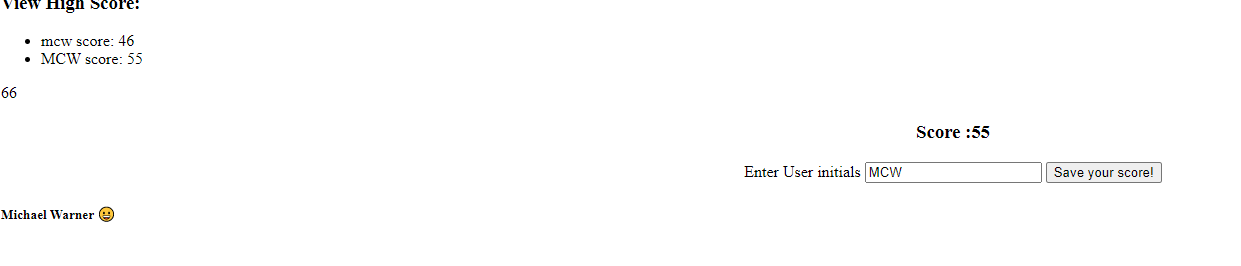 View High Score:
mcw score: 46
MCW score: 55
66
Score :55
Enter User initials MCW Save your score!
Michael Warner 😀